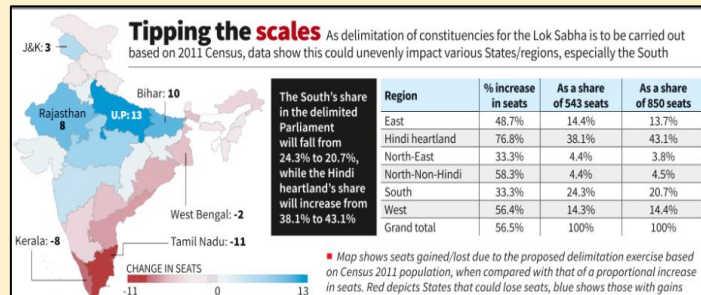 Tipping the scales As delimitation of constituencies for the Lok Sabha is to be carried out
based on 2011 Census, data show this could unevenly impact various States/regions, especially the South
J&K: 3
Bihar: 10
Rajasthan
8
U.P: 13
West Bengal: -2
Kerala: -8
Tamil Nadu: -11
CHANGE IN SEATS
-11 0 13
The South's share
in the delimited
Parliament
will fall from
24.3% to 20.7%,
while the Hindi
heartland's share
will increase from
38.1% to 43.1%
Region % increase in seats As a share of 543 seats As a share of 850 seats
East 48.7% 14.4% 13.7%
Hindi heartland 76.8% 38.1% 43.1%
North-East 33.3% 4.4% 3.8%
North-Non-Hindi 58.3% 4.4% 4.5%
South 33.3% 24.3% 20.7%
West 56.4% 14.3% 14.4%
Grand total 56.5% 100% 100%
■ Map shows seats gained/lost due to the proposed delimitation exercise based
on Census 2011 population, when compared with that of a proportional increase
in seats. Red depicts States that could lose seats, blue shows those with gains